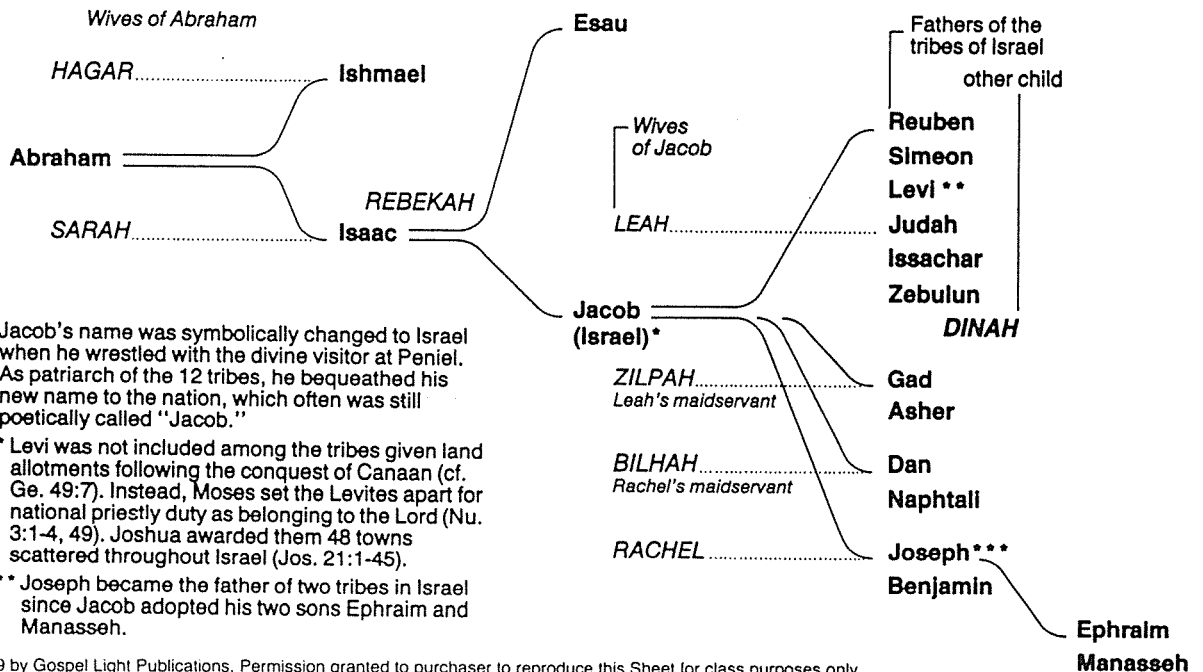 Wives of Abraham
HAGAR
Ishmael
Abraham
SARAH
REBEKAH
Isaac
Esau
Jacob
(Israel)*
Wives
of Jacob
LEAH
ZILPAH
Leah's maidservant
BILHAH
Rachel's maidservant
RACHEL
Fathers of the
tribes of Israel
other child
Reuben
Simeon
Levi **
Judah
Issachar
Zebulun
DINAH
Gad
Asher
Dan
Naphtali
Joseph***
Benjamin
Ephraim
Manasseh
Jacob's name was symbolically changed to Israel
when he wrestled with the divine visitor at Peniel.
As patriarch of the 12 tribes, he bequeathed his
new name to the nation, which often was still
poetically called "Jacob."
* Levi was not included among the tribes given land
allotments following the conquest of Canaan (cf.
Ge. 49:7). Instead, Moses set the Levites apart for
national priestly duty as belonging to the Lord (Nu.
3:1-4, 49). Joshua awarded them 48 towns
scattered throughout Israel (Jos. 21:1-45).
** Joseph became the father of two tribes in Israel
since Jacob adopted his two sons Ephraim and
Manasseh.
9 by Gospel Light Publications. Permission granted to purchaser to reproduce this Sheet for class purposes only.